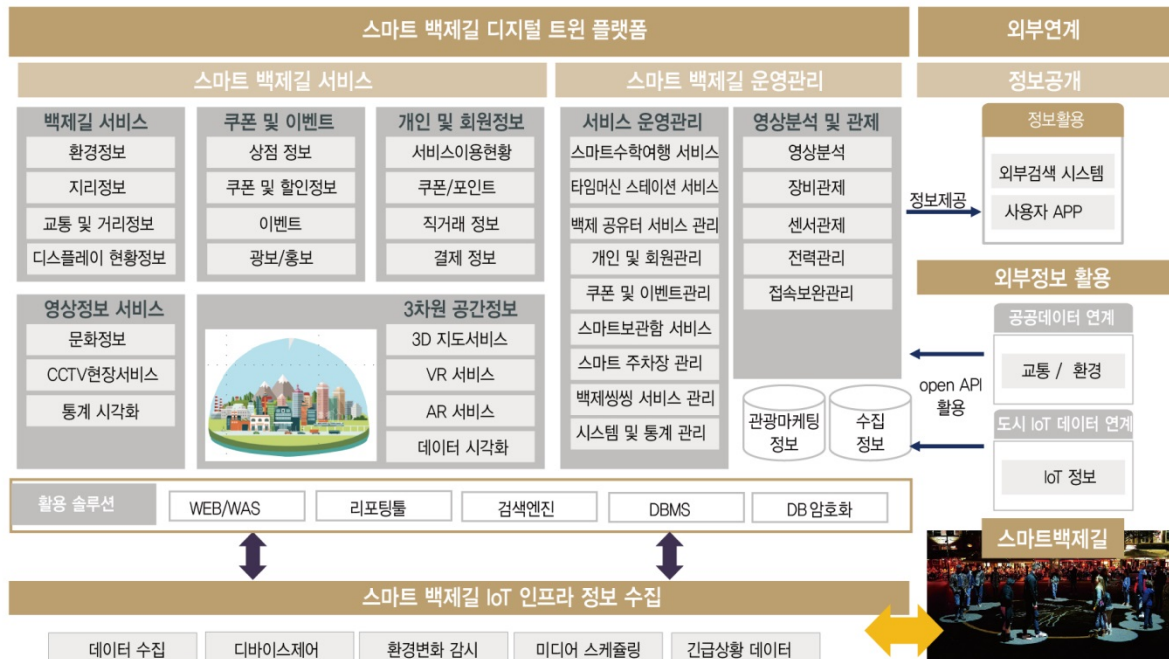 스마트 백제길 디지털 트윈 플랫폼
스마트 백제길 서비스
백제길 서비스
환경정보
지리정보
교통 및 거리정보
디스플레이 현황정보
쿠폰 및 이벤트
상점 정보
쿠폰 및 할인정보
이벤트
광보/홍보
개인 및 회원정보
서비스이용현황
쿠폰/포인트
직거래 정보
결제 정보
영상정보 서비스
문화정보
CCTV현장서비스
통계 시각화
3차원 공간정보
3D 지도서비스
VR 서비스
AR 서비스
데이터 시각화
스마트 백제길 운영관리
서비스 운영관리
스마트수학여행 서비스
타임머신 스테이션 서비스
백제 공유터 서비스 관리
개인 및 회원관리
쿠폰 및 이벤트관리
스마트보관함 서비스
스마트 주차장 관리
백제씽씽 서비스 관리
시스템 및 통계 관리
영상분석 및 관제
영상분석
장비관제
센서관제
전력관리
접속보완관리
관광마케팅
정보
수집
정보
외부연계
정보공개
정보제공
정보활용
외부검색 시스템
사용자 APP
외부정보 활용
공공데이터 연계
교통 / 환경
open API
활용
도시 IoT 데이터 연계
IoT 정보
활용 솔루션
WEB/WAS
리포팅툴
검색엔진
DBMS
DB 암호화
스마트백제길
스마트 백제길 IoT 인프라 정보 수집
데이터 수집
디바이스제어
환경변화 감시
미디어 스케쥴링
긴급상황 데이터